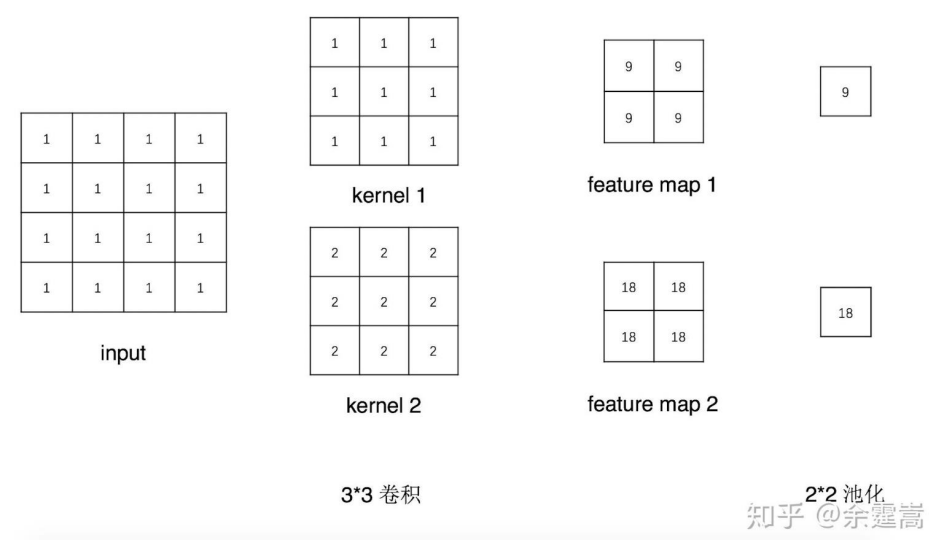 1 1 1 1
1 1 1 1
1 1 1 1
1 1 1 1
input
1 1 1
1 1 1
1 1 1
kernel 1
2 2 2
2 2 2
2 2 2
kernel 2
3*3 卷积
9 9
9 9
feature map 1
18 18
18 18
feature map 2
9
18
2*2 池化
知乎 @余霆嵩